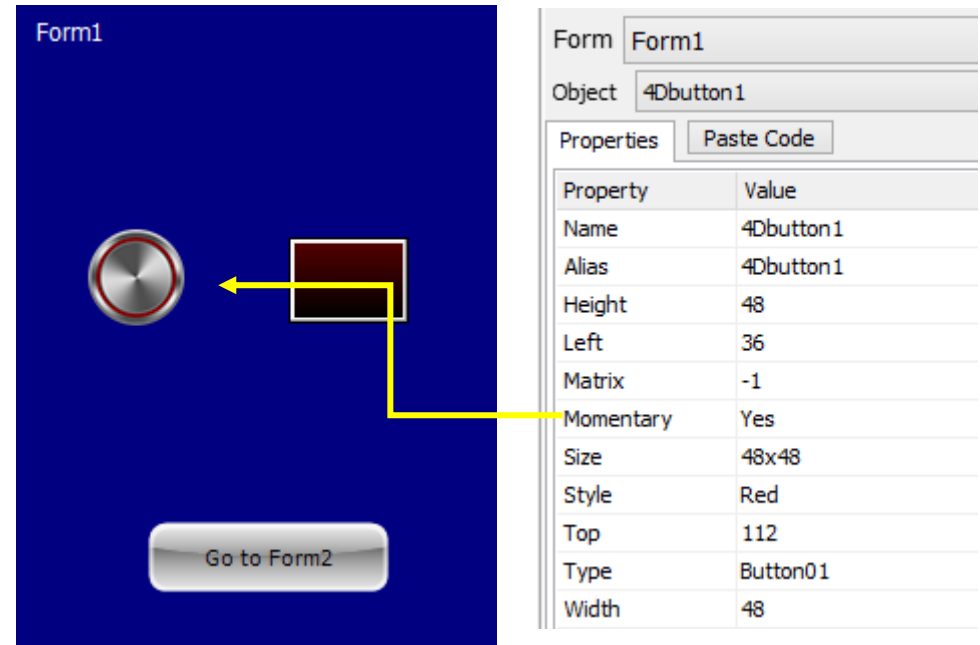 Form1
Go to Form2
Form Form1
Object 4Dbutton1
Properties Paste Code
Property Value
Name 4Dbutton1
Alias 4Dbutton1
Height 48
Left 36
Matrix -1
Momentary Yes
Size 48x48
Style Red
Top 112
Type Button01
Width 48